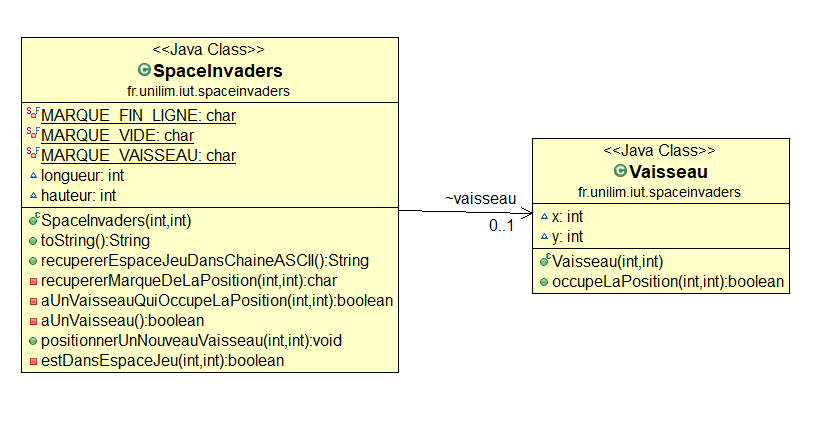 <<Java Class>>
SpaceInvaders
fr.unilim.iut.spaceinvaders
MARQUE_FIN_LIGNE: char
MARQUE_VIDE: char
MARQUE_VAISSEAU: char
longueur: int
hauteur: int
SpaceInvaders(int,int)
toString():String
recupererEspaceJeuDansChaineASCII():String
recupererMarqueDeLaPosition(int,int):char
aUnVaisseauQuiOccupeLaPosition(int,int):boolean
aUnVaisseau():boolean
positionnerUnNouveauVaisseau(int,int):void
estDansEspaceJeu(int,int):boolean
~vaisseau
0..1
<<Java Class>>
Vaisseau
fr.unilim.iut.spaceinvaders
x: int
y: int
Vaisseau(int,int)
occupeLaPosition(int,int):boolean